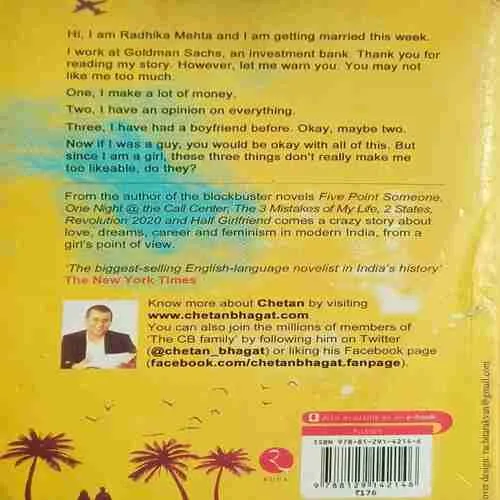 Hi, I am Radhika Mehta and I am getting married this week.
I work at Goldman Sachs, an investment bank. Thank you for
reading my story. However, let me warn you. You may not
like me too much.
One, I make a lot of money.
Two, I have an opinion on everything.
Three, I have had a boyfriend before. Okay, maybe two.
Now if I was a guy, you would be okay with all of this. But
since I am a girl, these three things don't really make me
too likeable, do they?
From the author of the blockbuster novels Five Point Someone,
One Night @ the Call Center, The 3 Mistakes of My Life, 2 States,
Revolution 2020 and Half Girlfriend comes a crazy story about
love, dreams, career and feminism in modern India, from a
girl's point of view.
'The biggest-selling English-language novelist in India's history'
The New York Times
Know more about Chetan by visiting
www.chetanbhagat.com
You can also join the millions of members of
'The CB family' by following him on Twitter
(@chetan_bhagat) or liking his Facebook page
(facebook.com/chetanbhagat.fanpage).
Also available as an e-book
FICTION
ISBN 978-81-291-4214-6
9 788129 142146
₹176
RUPA